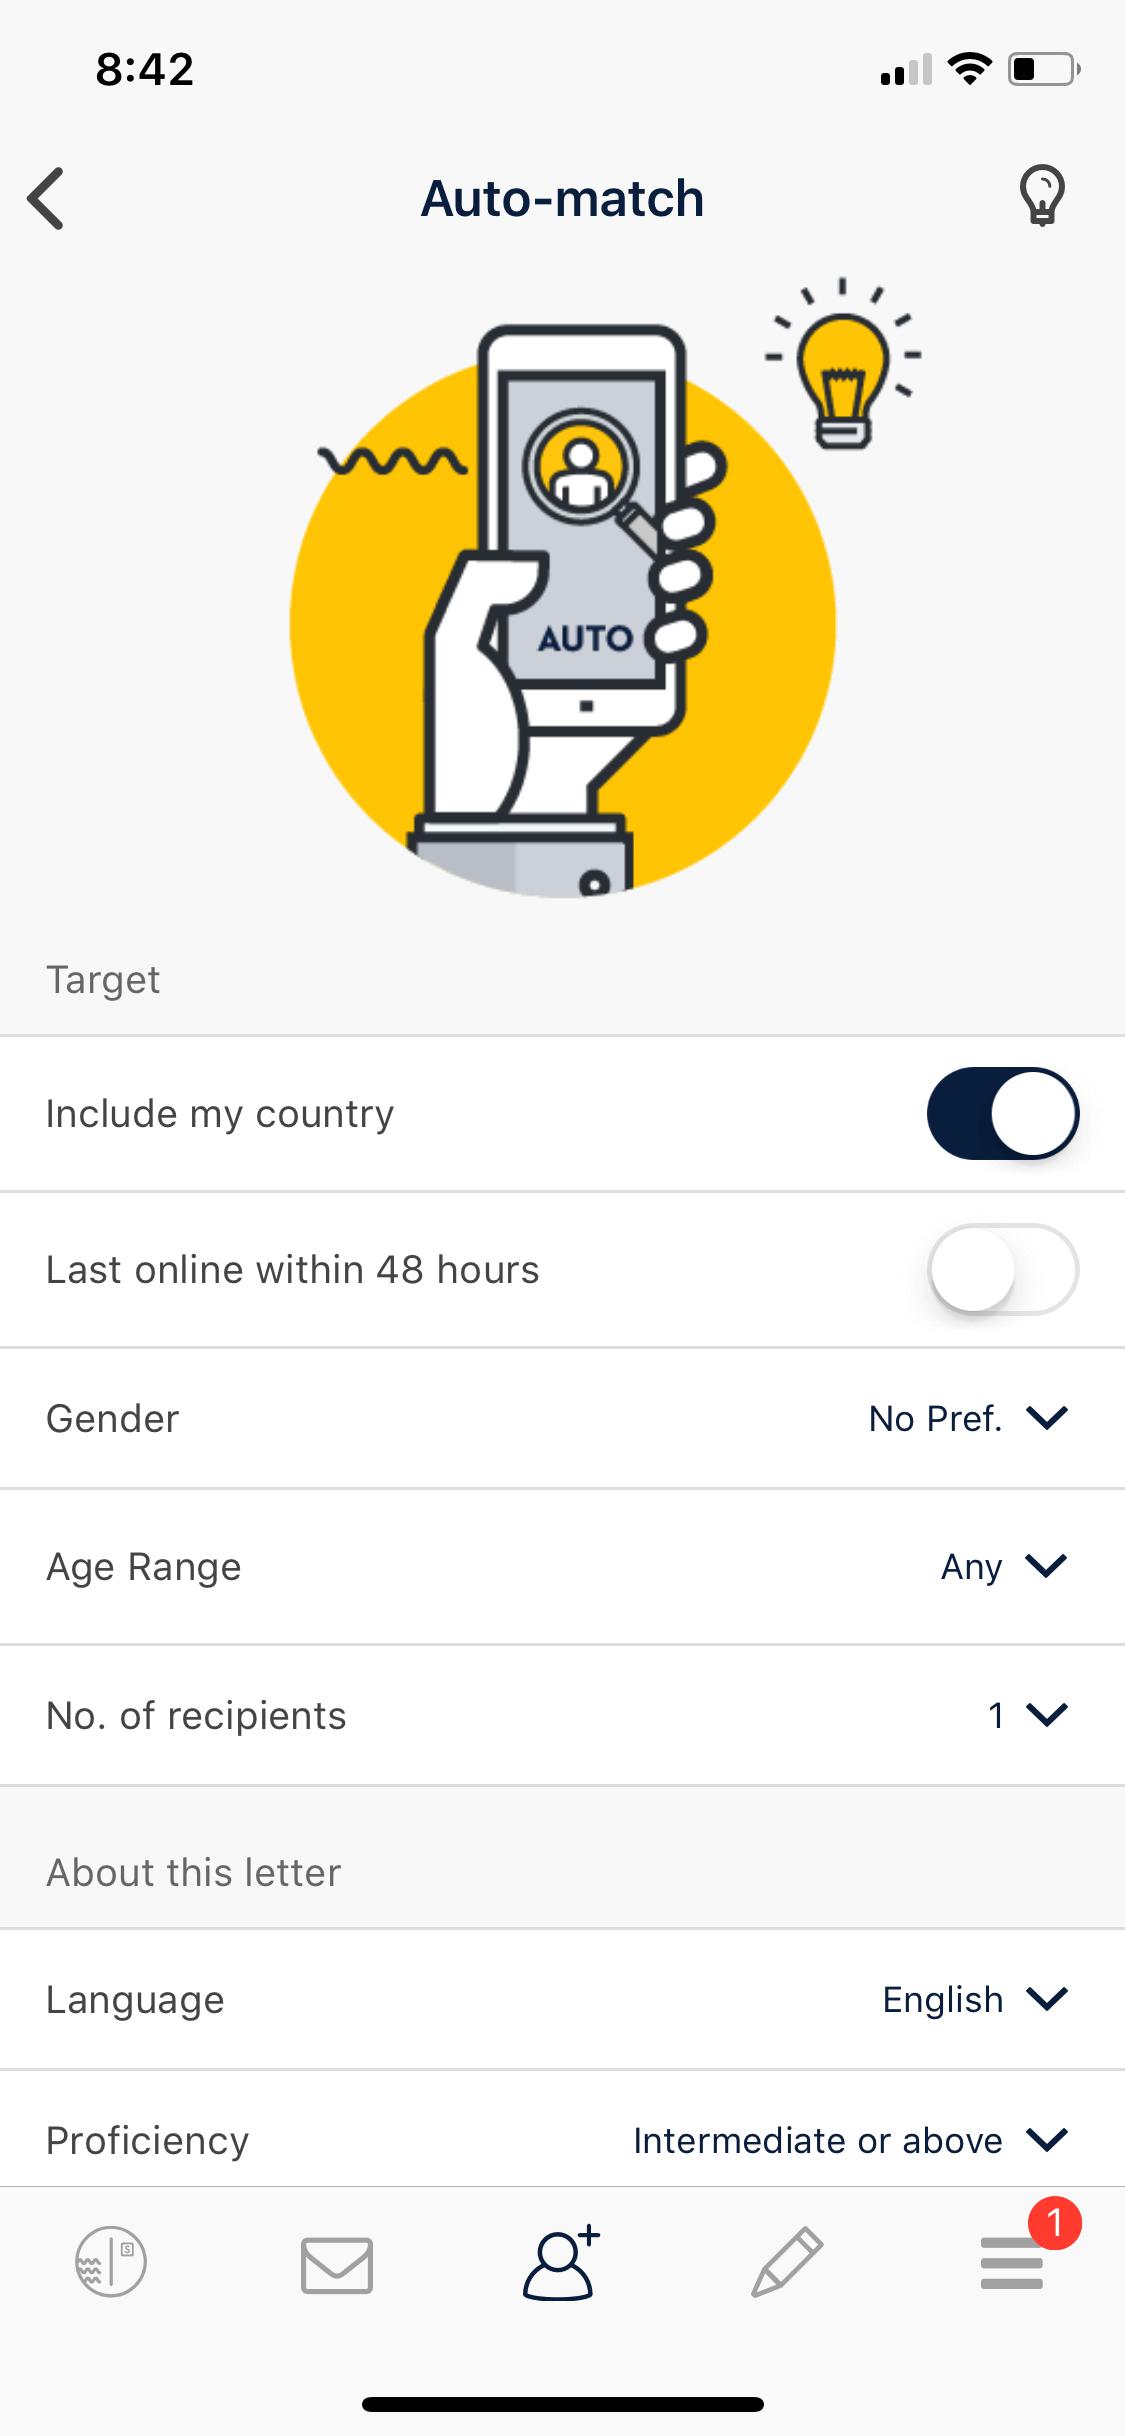 8:42
Auto-match
AUTO
Target
Include my country
Last online within 48 hours
Gender No Pref.
Age Range Any
No. of recipients 1
About this letter
Language English
Proficiency Intermediate or above
S
1